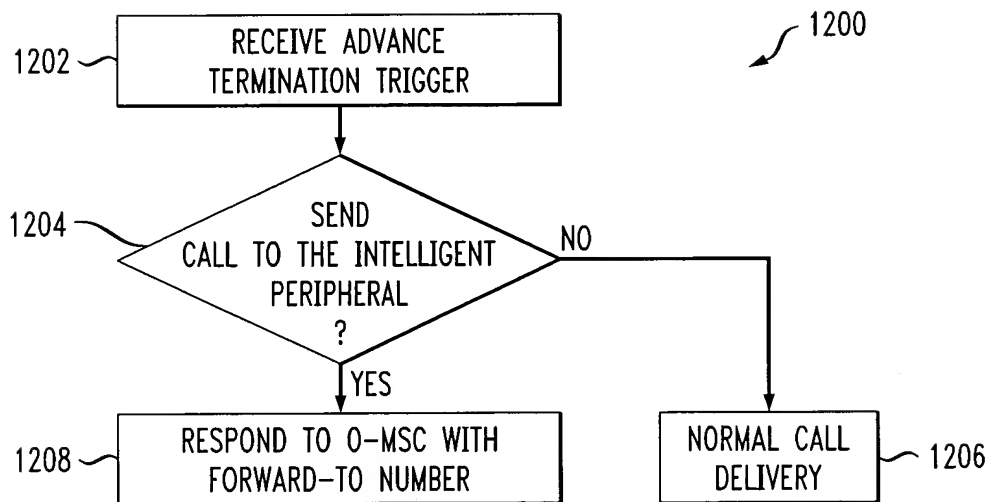 1200
1202
RECEIVE ADVANCE
TERMINATION TRIGGER
1204
SEND
CALL TO THE INTELLIGENT
PERIPHERAL
?
NO
YES
1208
RESPOND TO O-MSC WITH
FORWARD-TO NUMBER
NORMAL CALL
DELIVERY
1206